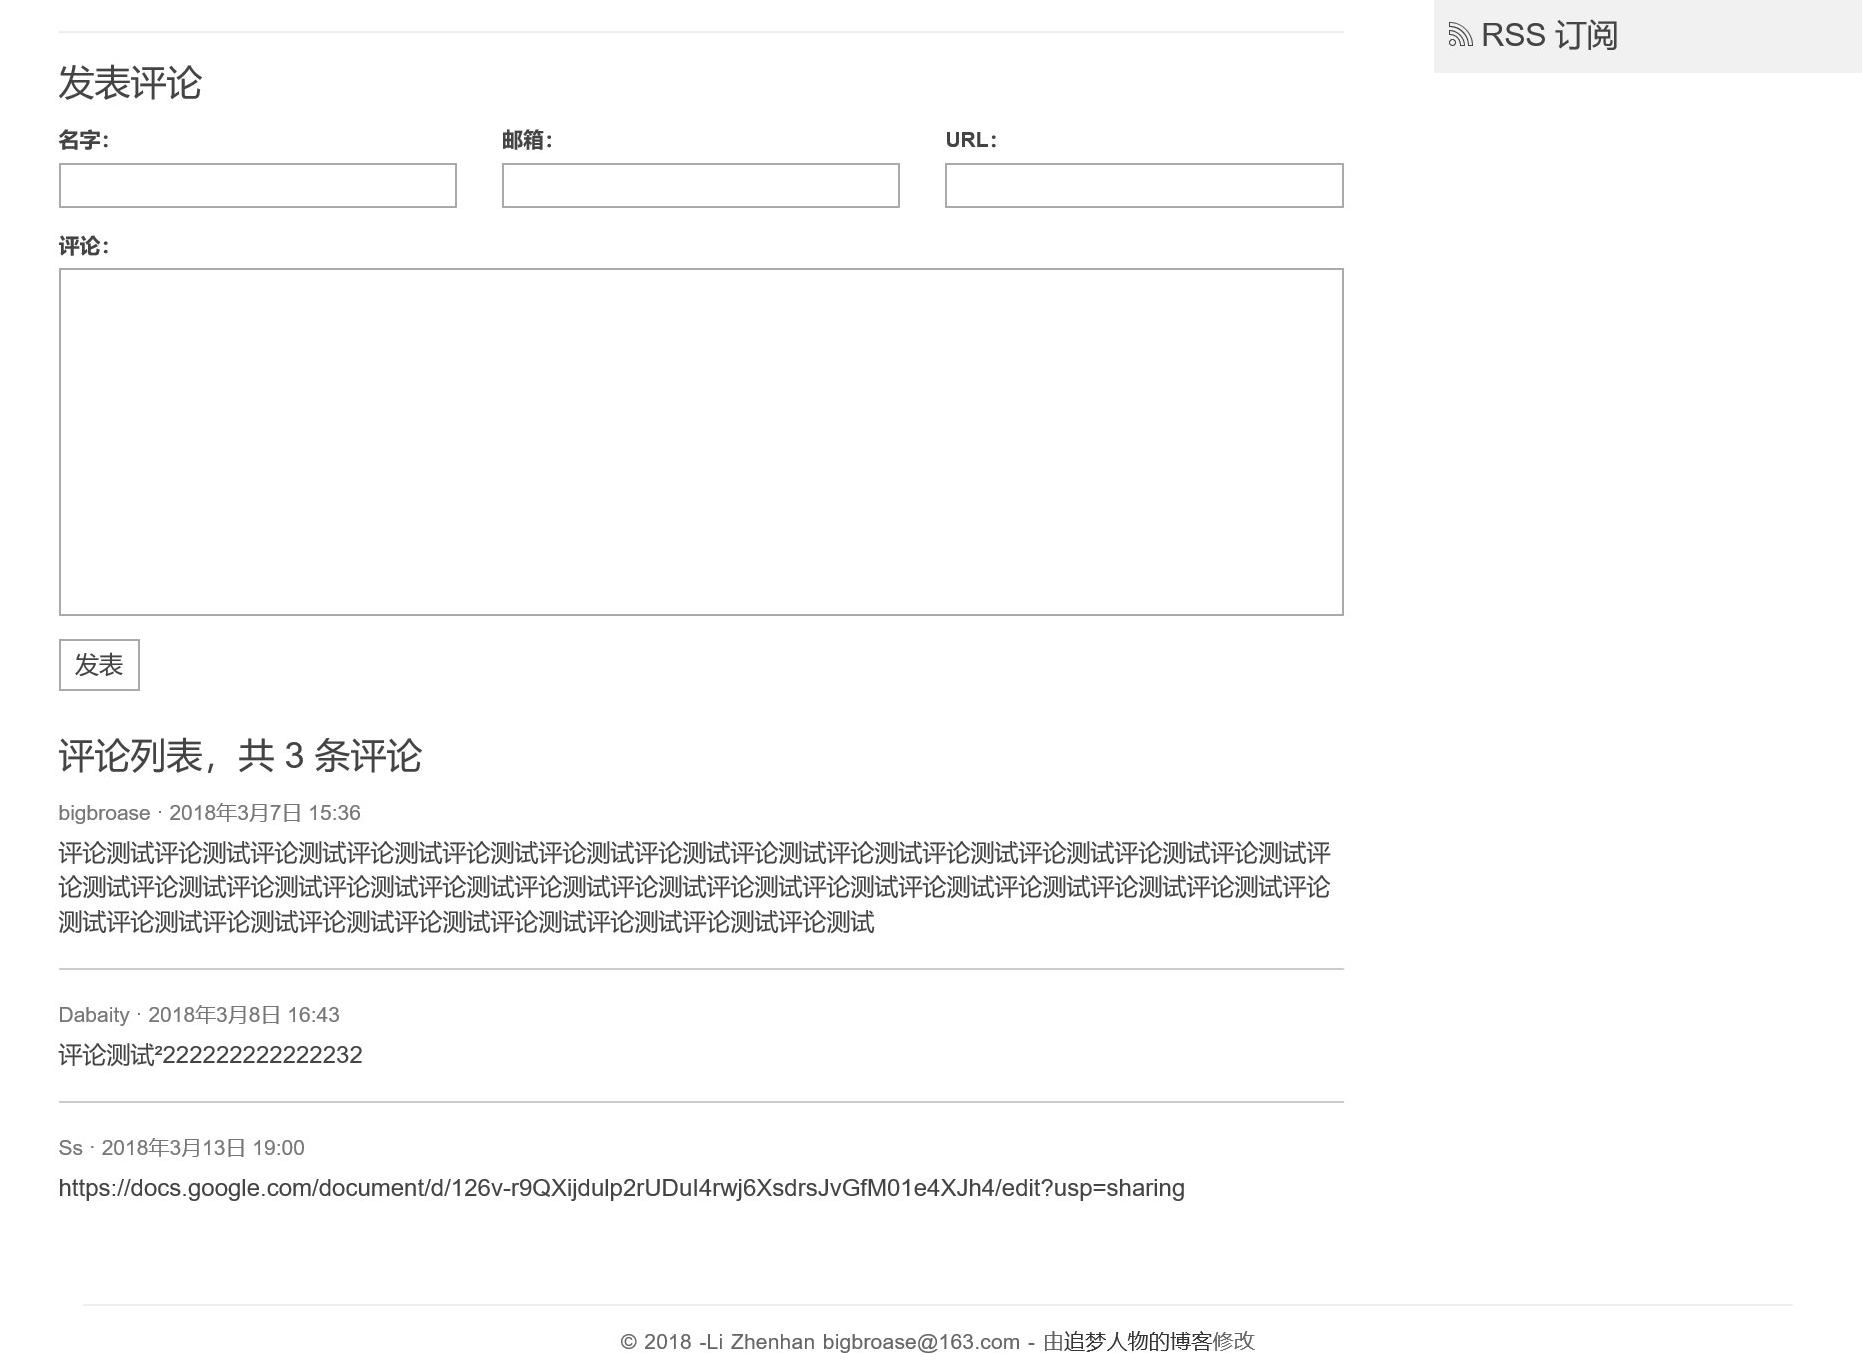 RSS 订阅
发表评论
名字：
邮箱：
URL：
评论：
发表
评论列表，共 3 条评论
bigbroase · 2018年3月7日 15:36
评论测试评论测试评论测试评论测试评论测试评论测试评论测试评论测试评论测试评论测试评论测试评论测试评论测试评
论测试评论测试评论测试评论测试评论测试评论测试评论测试评论测试评论测试评论测试评论测试评论测试评论测试评论
测试评论测试评论测试评论测试评论测试评论测试评论测试评论测试评论测试
Dabaity · 2018年3月8日 16:43
评论测试²222222222222232
Ss · 2018年3月13日 19:00
https://docs.google.com/document/d/126v-r9QXijdulp2rUDuI4rwj6XsdrsJvGfM01e4XJh4/edit?usp=sharing
© 2018 -Li Zhenhan bigbroase@163.com - 由追梦人物的博客修改